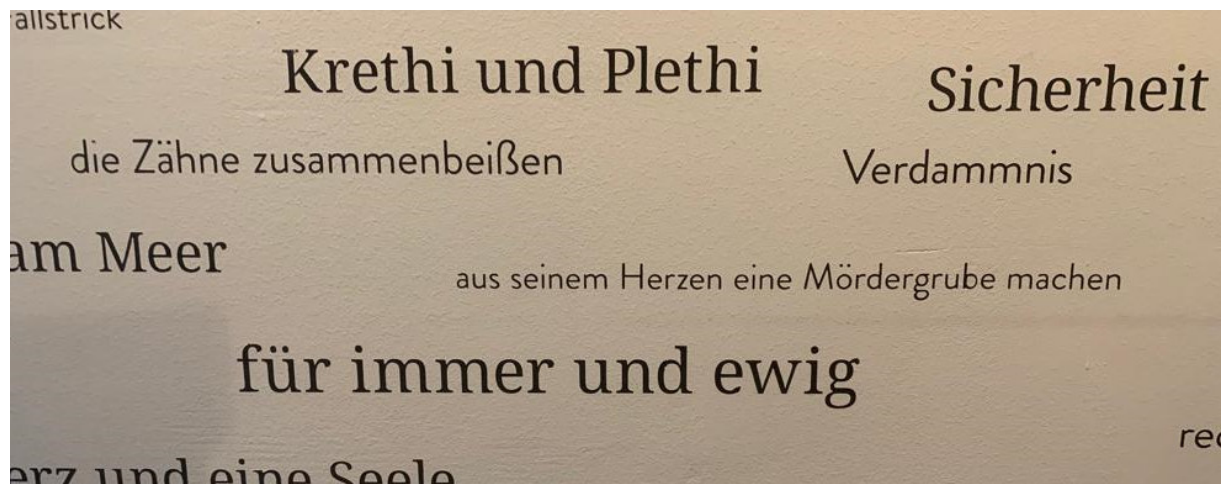 allstrick
Krethi und Plethi
Sicherheit
die Zähne zusammenbeißen
Verdammnis
am Meer
aus seinem Herzen eine Mördergrube machen
für immer und ewig
erz und eine Seele